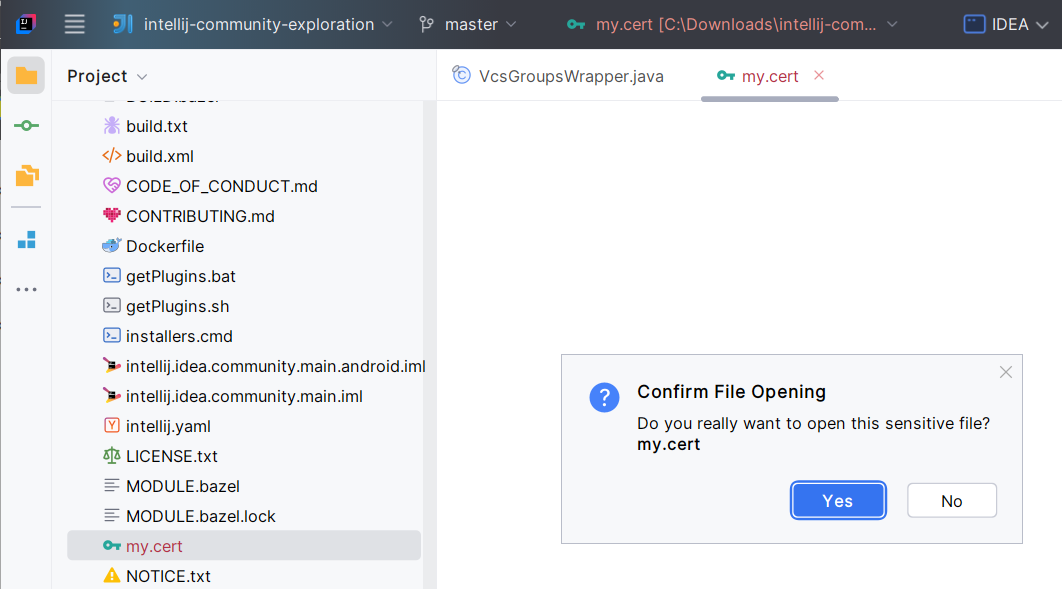 intellij-community-exploration
master
my.cert [C:\Downloads\intellij-com...
IDEA
Project
VcsGroupsWrapper.java
my.cert
build.txt
build.xml
CODE_OF_CONDUCT.md
CONTRIBUTING.md
Dockerfile
getPlugins.bat
getPlugins.sh
installers.cmd
intellij.idea.community.main.android.iml
intellij.idea.community.main.iml
intellij.yaml
LICENSE.txt
MODULE.bazel
MODULE.bazel.lock
my.cert
NOTICE.txt
Confirm File Opening
Do you really want to open this sensitive file?
my.cert
Yes
No